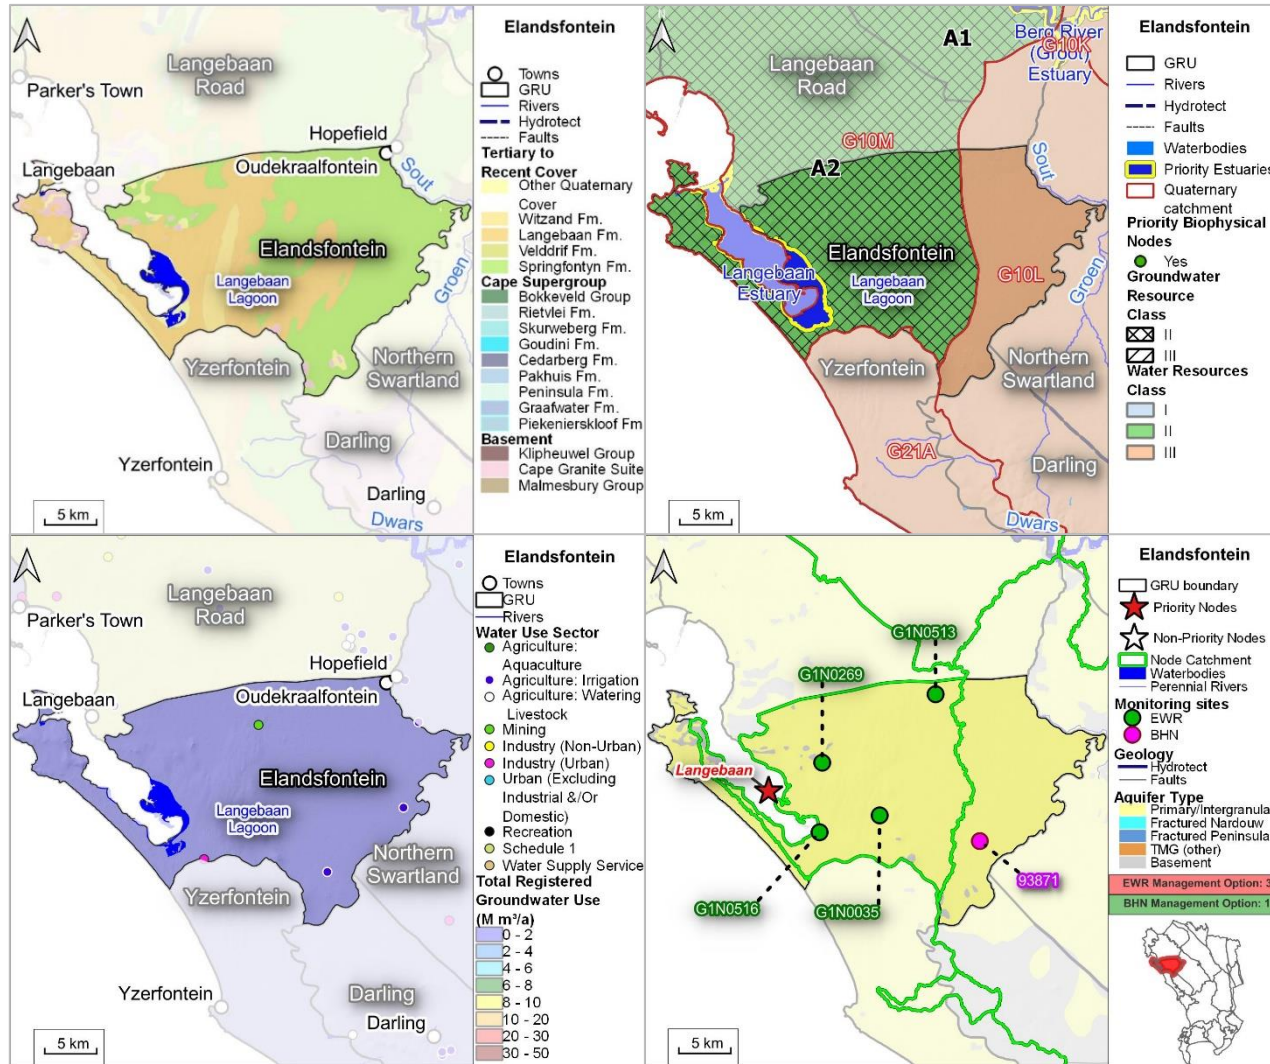 Elandsfontein
Towns
GRU
Rivers
Hydrotect
Faults
Tertiary to
Recent Cover
Other Quaternary
Cover
Witzand Fm.
Langebaan Fm.
Velddrif Fm.
Springfontyn Fm.
Cape Supergroup
Bokkeveld Group
Rietvlei Fm.
Skurweberg Fm.
Goudini Fm.
Cedarberg Fm.
Pakhuis Fm.
Peninsula Fm.
Graafwater Fm.
Piekenierskloof Fm
Basement
Klipheuwel Group
Cape Granite Suite
Malmesbury Group
Langebaan
Road
Parker's Town
Hopefield
Oudekraalfontein
Langebaan
Sout
Elandsfontein
Langebaan
Lagoon
Groen
Yzerfontein
Northern
Swartland
Darling
Yzerfontein
Darling
Dwars
5 km
Elandsfontein
GRU
Rivers
Hydrotect
Faults
Waterbodies
Priority Estuaries
Quaternary
catchment
Priority Biophysical
Nodes
Yes
Groundwater
Resource
Class
II
III
Water Resources
Class
I
II
III
A1
Berg River
(Groot)
Estuary
G10K
Langebaan
Road
G10M
A2
Sout
Elandsfontein
Langebaan
Estuary
Langebaan
Lagoon
G10L
Groen
Yzerfontein
Northern
Swartland
G21A
Darling
Dwars
5 km
Elandsfontein
Towns
GRU
Rivers
Water Use Sector
Agriculture:
Aquaculture
Agriculture: Irrigation
Agriculture: Watering
Livestock
Mining
Industry (Non-Urban)
Industry (Urban)
Urban (Excluding
Industrial &/Or
Domestic)
Recreation
Schedule 1
Water Supply Service
Total Registered
Groundwater Use
(M m³/a)
0 - 2
2 - 4
4 - 6
6 - 8
8 - 10
10 - 20
20 - 30
30 - 50
Langebaan
Road
Parker's Town
Hopefield
Oudekraalfontein
Langebaan
Elandsfontein
Langebaan
Lagoon
Northern
Swartland
Yzerfontein
Yzerfontein
Darling
Darling
5 km
Elandsfontein
GRU boundary
Priority Nodes
Non-Priority Nodes
Node Catchment
Waterbodies
Perennial Rivers
Monitoring sites
EWR
BHN
Geology
Hydrotect
Faults
Aquifer Type
Primary/Intergranula
Fractured Nardouw
Fractured Peninsula
TMG (other)
Basement
EWR Management Option: 3
BHN Management Option: 1
G1N0513
G1N0269
Langebaan
G1N0516
G1N0035
93871
5 km